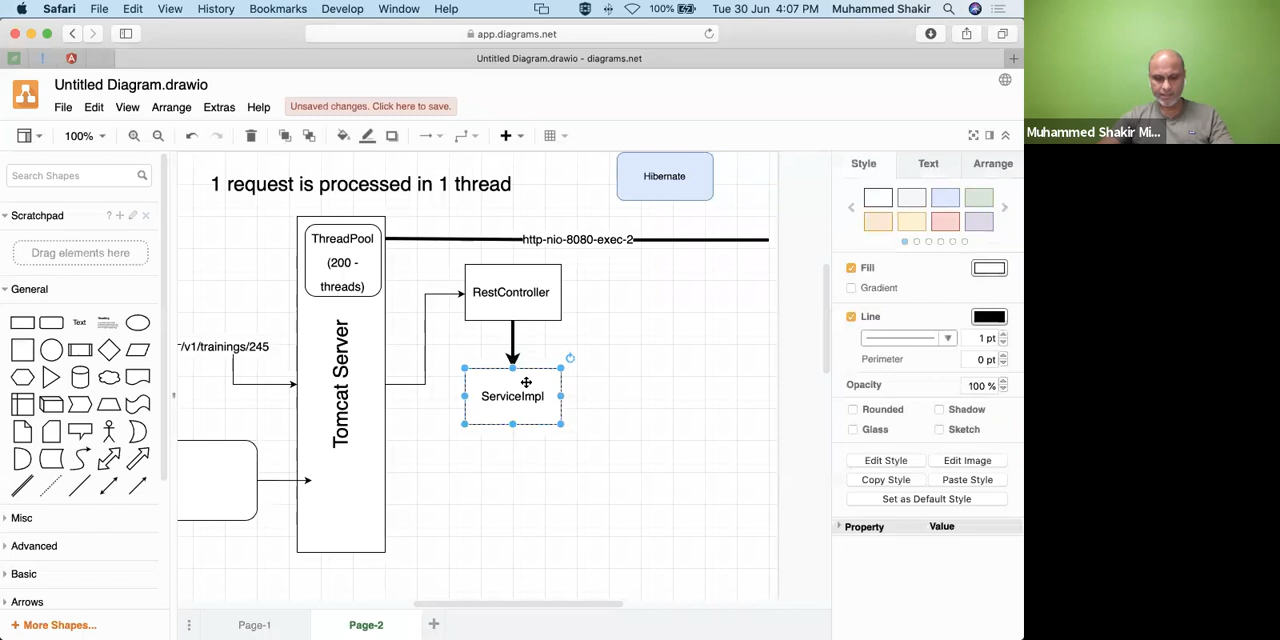 Safari File Edit View History Bookmarks Develop Window Help 100% Tue 30 Jun 4:07 PM Muhammed Shakir
app.diagrams.net
Untitled Diagram.drawio - diagrams.net
Untitled Diagram.drawio
File Edit View Arrange Extras Help Unsaved changes. Click here to save.
100%
Search Shapes
Scratchpad
Drag elements here
General
Text
Heading
Misc
Advanced
Basic
Arrows
+ More Shapes...
1 request is processed in 1 thread
Hibernate
ThreadPool
(200 -
threads)
http-nio-8080-exec-2
RestController
r/v1/trainings/245
Tomcat Server
ServiceImpl
Page-1 Page-2
Style Text Arrange
Fill
Gradient
Line
1 pt
Perimeter 0 pt
Opacity 100 %
Rounded Shadow
Glass Sketch
Edit Style Edit Image
Copy Style Paste Style
Set as Default Style
Property Value
Muhammed Shakir Mi...